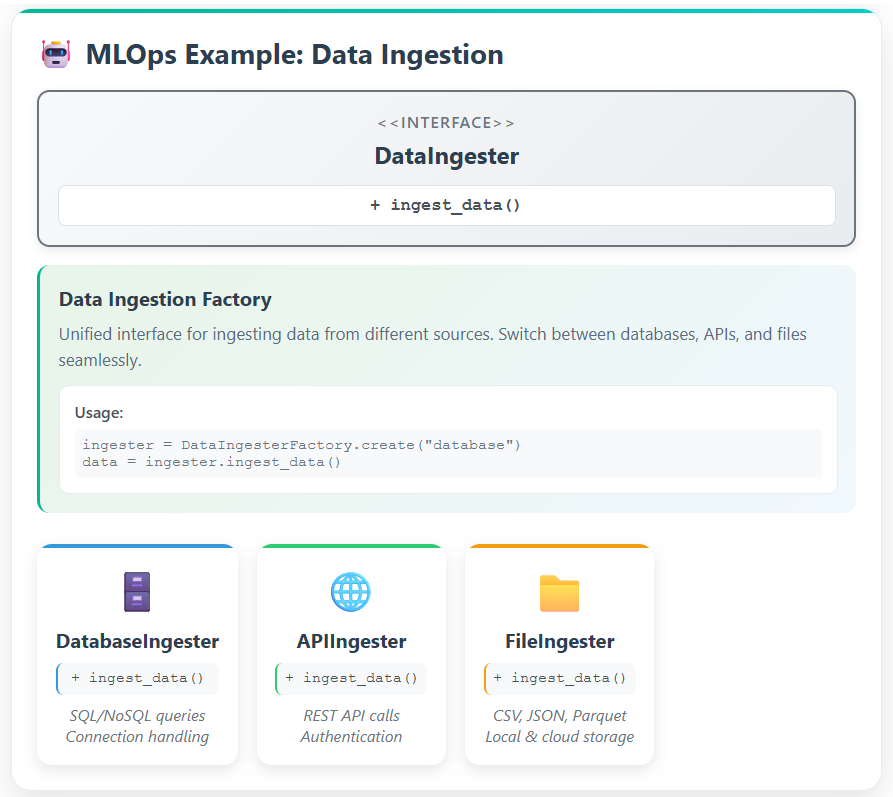 MLOps Example: Data Ingestion
<<INTERFACE>>
DataIngester
+ ingest_data()
Data Ingestion Factory
Unified interface for ingesting data from different sources. Switch between databases, APIs, and files
seamlessly.
Usage:
ingester = DataIngesterFactory.create("database")
data = ingester.ingest_data()
DatabaseIngester
+ ingest_data()
SQL/NoSQL queries
Connection handling
APIIngester
+ ingest_data()
REST API calls
Authentication
FileIngester
+ ingest_data()
CSV, JSON, Parquet
Local & cloud storage